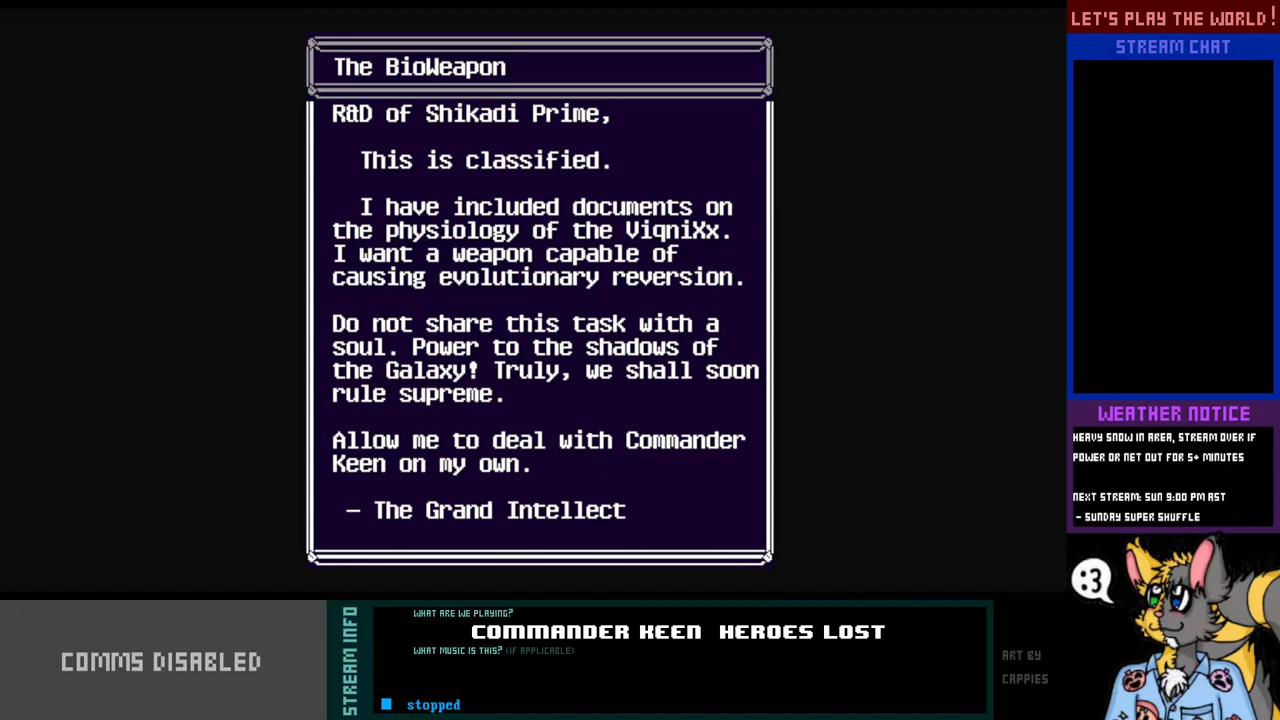 The BioWeapon
R&D of Shikadi Prime,
This is classified.
I have included documents on
the physiology of the ViqniXx.
I want a weapon capable of
causing evolutionary reversion.
Do not share this task with a
soul. Power to the shadows of
the Galaxy! Truly, we shall soon
rule supreme.
Allow me to deal with Commander
Keen on my own.
— The Grand Intellect
LET'S PLAY THE WORLD!
STREAM CHAT
WEATHER NOTICE
HEAVY SNOW IN AREA, STREAM OVER IF
POWER OR NET OUT FOR 5+ MINUTES
NEXT STREAM: SUN 9:00 PM AST
- SUNDAY SUPER SHUFFLE
:3
COMMS DISABLED
STREAM INFO
WHAT ARE WE PLAYING?
COMMANDER KEEN HEROES LOST
WHAT MUSIC IS THIS? (IF APPLICABLE)
stopped
ART BY
CAPPIES